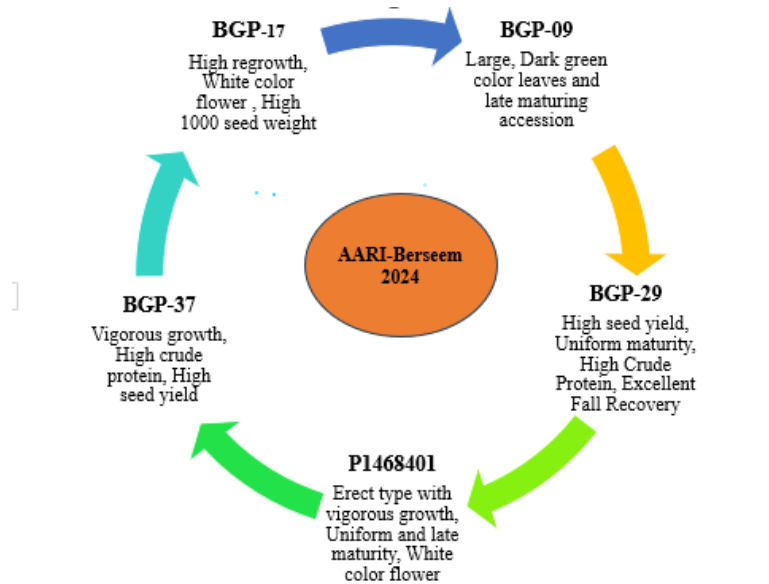 BGP-17
High regrowth,
White color
flower , High
1000 seed weight
BGP-09
Large, Dark green
color leaves and
late maturing
accession
AARI-Berseem
2024
BGP-29
High seed yield,
Uniform maturity,
High Crude
Protein, Excellent
Fall Recovery
P1468401
Erect type with
vigorous growth,
Uniform and late
maturity, White
color flower
BGP-37
Vigorous growth,
High crude
protein, High
seed yield